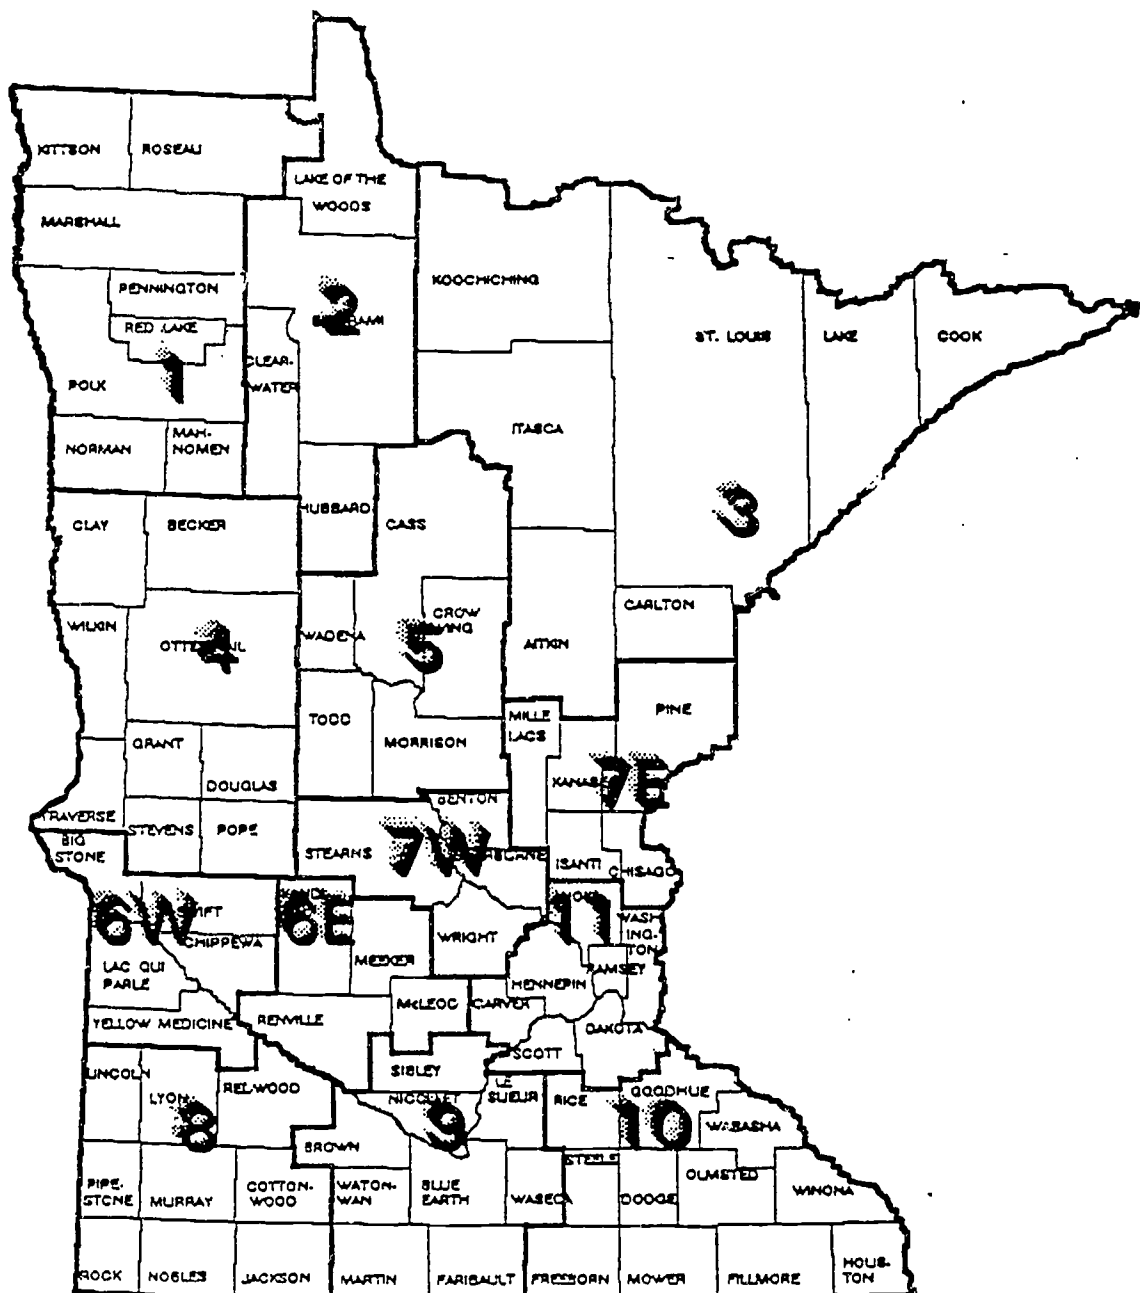 KITTSON
ROSEAU
LAKE OF THE
WOODS
MARSHALL
KOOCHICHING
PENNINGTON
2
RED LAKE
ST. LOUIS
LAKE
COOK
1
CLEAR-
WATER
POLK
ITASCA
MAH-
NOMEN
NORMAN
HUBBARD
3
CLAY
BECKER
CASS
CARLTON
CROW
WING
WILKIN
4
WADENA
5
AITKIN
PINE
TODD
MILLE
LACS
MORRISON
GRANT
KANAB
7E
DOUGLAS
BENTON
TRAVERSE
STEVENS
POPE
BIG
STONE
STEARNS
7W
ISANTI
CHISAGO
6W
6E
11
WASH-
ING-
TON
WRIGHT
CHIPPEWA
MEEKER
LAC QUI
PARLE
RAMSEY
HENNEPIN
McLEOD
CARVER
YELLOW MEDICINE
RENVILLE
DAKOTA
SCOTT
SIBLEY
LINCOLN
REDWOOD
LE
SUEUR
LYON
NICOLLET
RICE
GOODHUE
8
9
10
WABASHA
BROWN
STEELE
OLMSTED
PIPE-
STONE
MURRAY
COTTON-
WOOD
WATON-
WAN
BLUE
EARTH
WASECA
DODGE
WINONA
ROCK
NOBLES
JACKSON
MARTIN
FARIBAULT
FREEBORN
MOWER
FILLMORE
HOUS-
TON